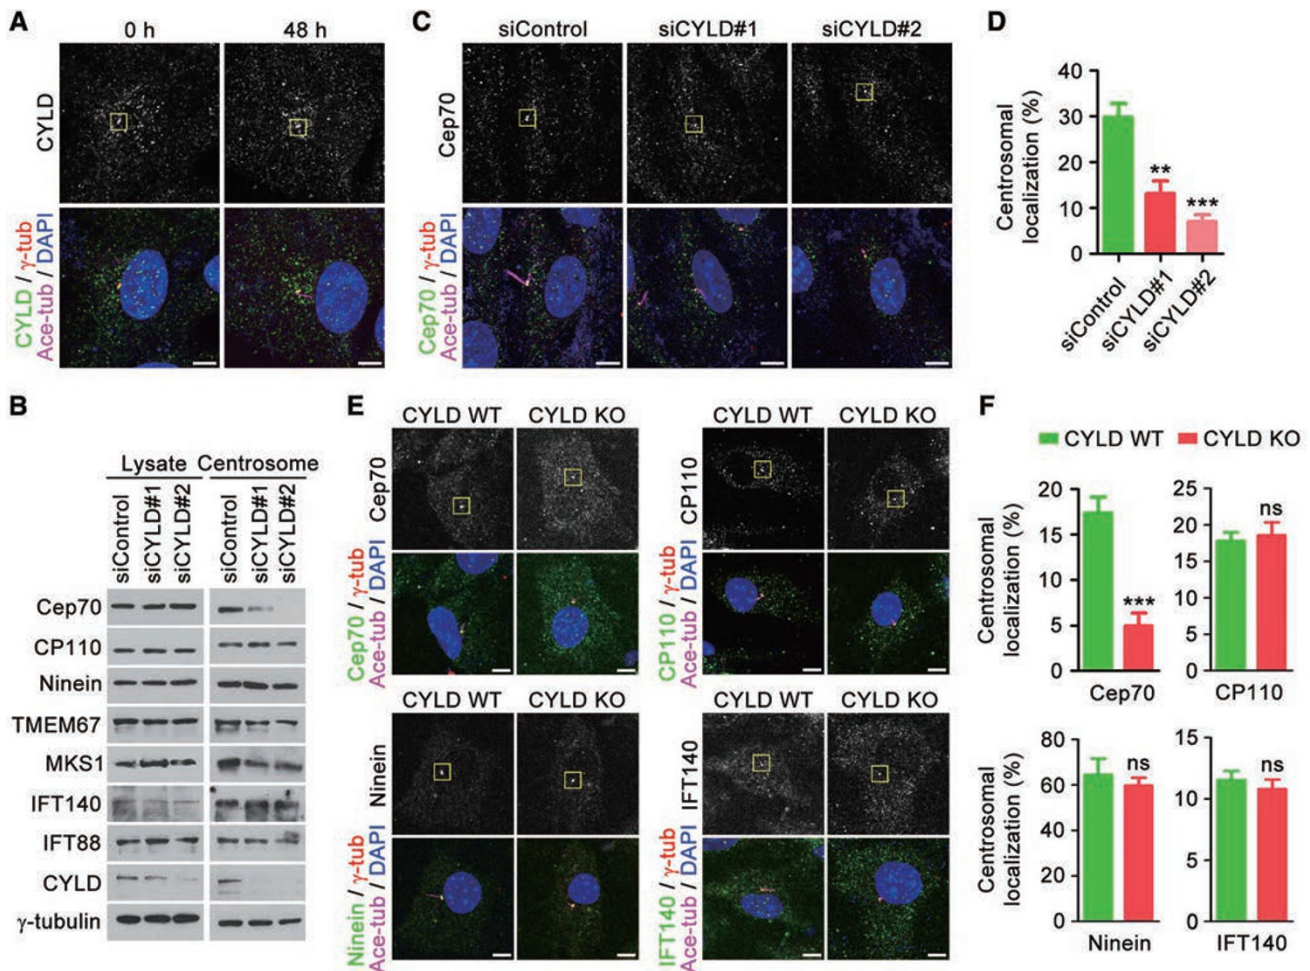 A
0 h 48 h
CYLD
CYLD / γ-tub
Ace-tub / DAPI
B
Lysate Centrosome
siControl siCYLD#1 siCYLD#2 siControl siCYLD#1 siCYLD#2
Cep70
CP110
Ninein
TMEM67
MKS1
IFT140
IFT88
CYLD
γ-tubulin
C
siControl siCYLD#1 siCYLD#2
Cep70
Cep70 / γ-tub
Ace-tub / DAPI
D
Centrosomal
localization (%)
40
30
20
10
0
**
***
siControl
siCYLD#1
siCYLD#2
E
CYLD WT CYLD KO
Cep70
Cep70 / γ-tub
Ace-tub / DAPI
CYLD WT CYLD KO
CP110
CP110 / γ-tub
Ace-tub / DAPI
CYLD WT CYLD KO
Ninein
Ninein / γ-tub
Ace-tub / DAPI
CYLD WT CYLD KO
IFT140
IFT140 / γ-tub
Ace-tub / DAPI
F
CYLD WT CYLD KO
Centrosomal
localization (%)
20
15
10
5
0
***
Cep70
25
20
15
10
5
0
ns
CP110
Centrosomal
localization (%)
80
60
40
20
0
ns
Ninein
15
10
5
0
ns
IFT140